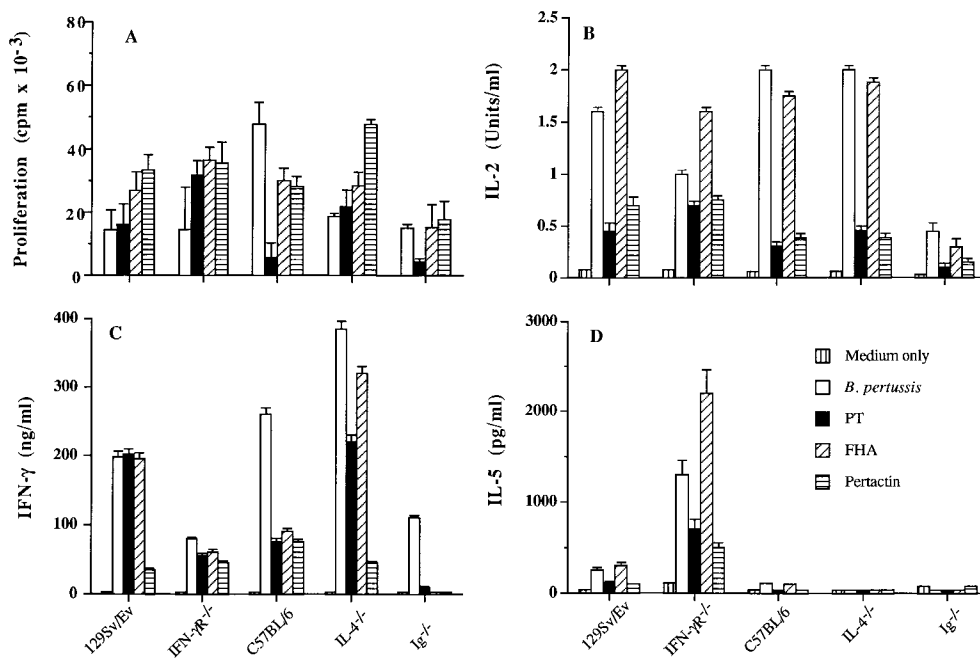 A
Proliferation (cpm x 10⁻³)
80
60
40
20
0
B
IL-2 (Units/ml)
2.5
2
1.5
1
0.5
0
C
IFN-γ (ng/ml)
400
300
200
100
0
129Sv/Ev
IFN-γR⁻/⁻
C57BL/6
IL-4⁻/⁻
Ig⁻/⁻
D
IL-5 (pg/ml)
3000
2000
1000
0
Medium only
B. pertussis
PT
FHA
Pertactin
129Sv/Ev
IFN-γR⁻/⁻
C57BL/6
IL-4⁻/⁻
Ig⁻/⁻